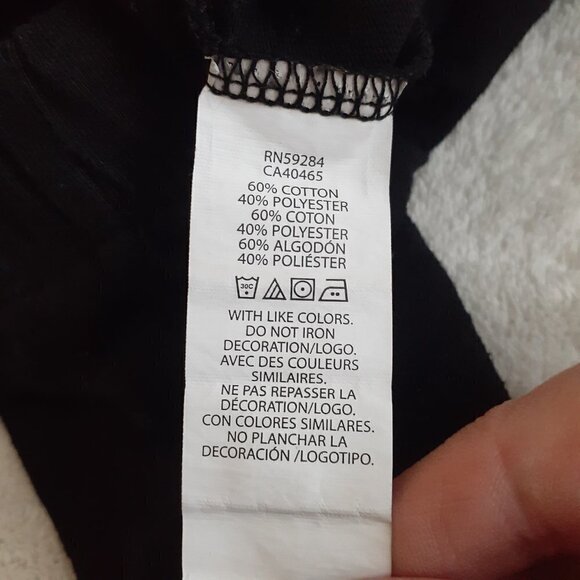 RN59284
CA40465
60% COTTON
40% POLYESTER
60% COTON
40% POLYESTER
60% ALGODÓN
40% POLIÉSTER
30C
WITH LIKE COLORS.
DO NOT IRON
DECORATION/LOGO.
AVEC DES COULEURS
SIMILAIRES.
NE PAS REPASSER LA
DÉCORATION/LOGO.
CON COLORES SIMILARES.
NO PLANCHAR LA
DECORACIÓN /LOGOTIPO.